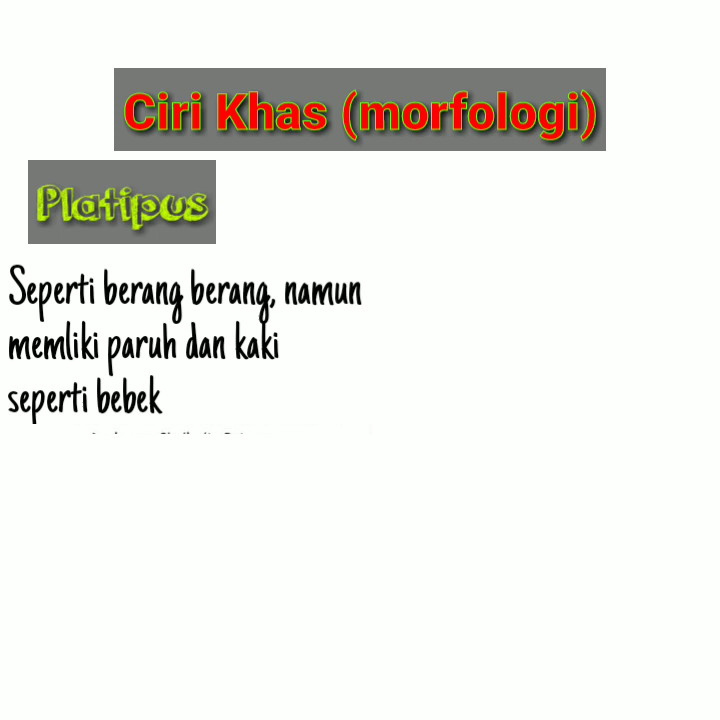 Ciri Khas (morfologi)
Platipus
Seperti berang berang, namun
memliki paruh dan kaki
seperti bebek